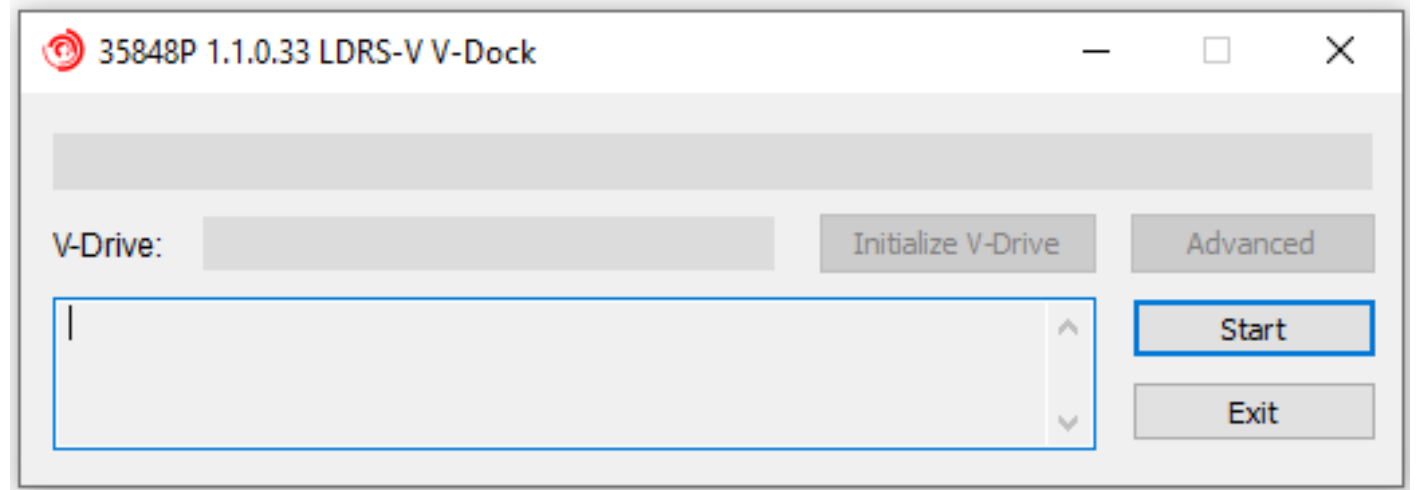 35848P 1.1.0.33 LDRS-V V-Dock
V-Drive:
Initialize V-Drive
Advanced
Start
Exit